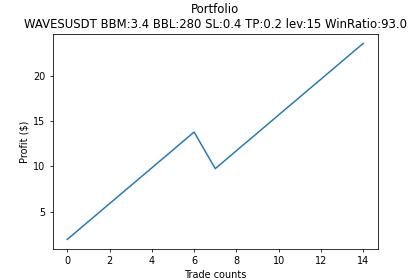 Portfolio
WAVESUSDT BBM:3.4 BBL:280 SL:0.4 TP:0.2 lev:15 WinRatio:93.0
Profit ($)
20
15
10
5
0 2 4 6 8 10 12 14
Trade counts